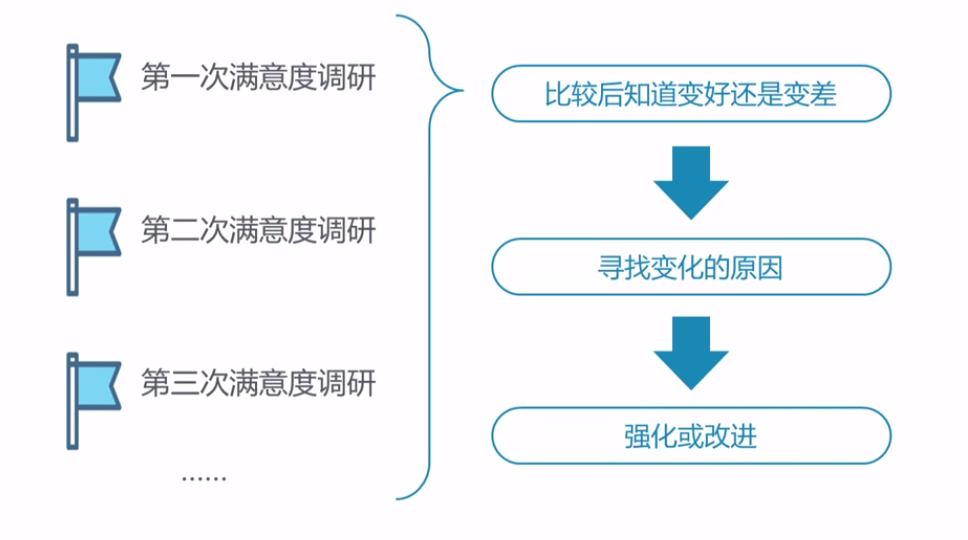 第一次满意度调研
第二次满意度调研
第三次满意度调研
......
比较后知道变好还是变差
寻找变化的原因
强化或改进